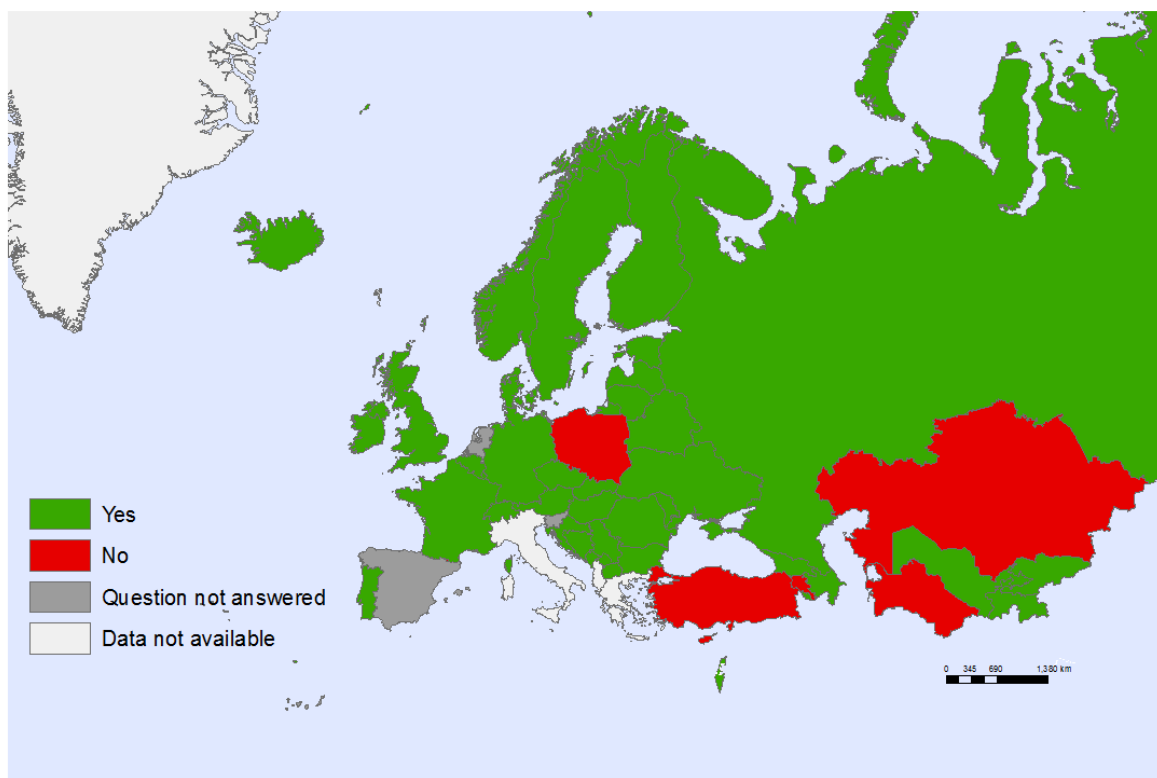 Yes
No
Question not answered
Data not available
0 345 690 1,380 km